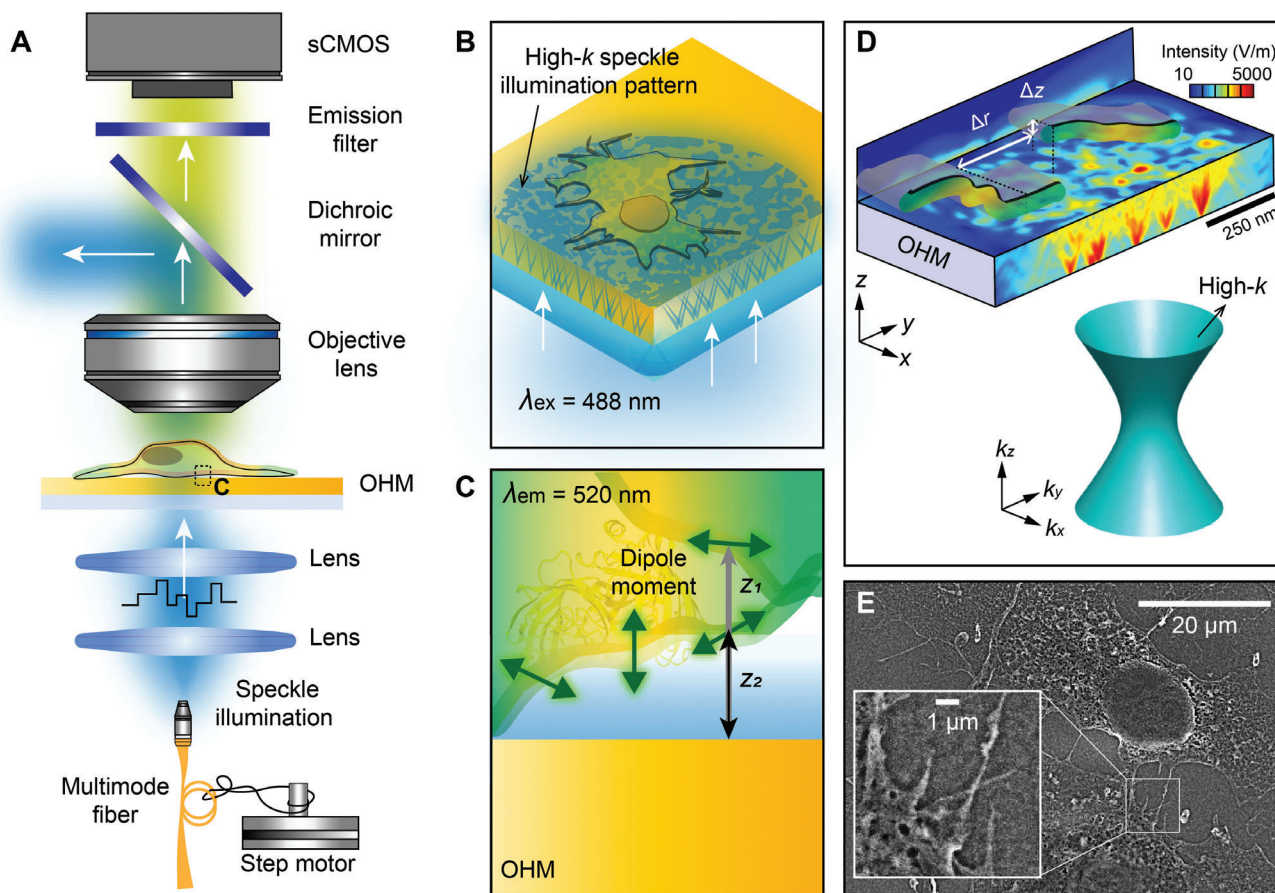 A
sCMOS
Emission
filter
Dichroic
mirror
Objective
lens
C
OHM
Lens
Lens
Speckle
illumination
Multimode
fiber
Step motor
B
High-k speckle
illumination pattern
λex = 488 nm
C
λem = 520 nm
Dipole
moment
z1
z2
OHM
D
Intensity (V/m)
10 5000
Δz
Δr
OHM
250 nm
z
y
x
High-k
kz
ky
kx
E
20 μm
1 μm